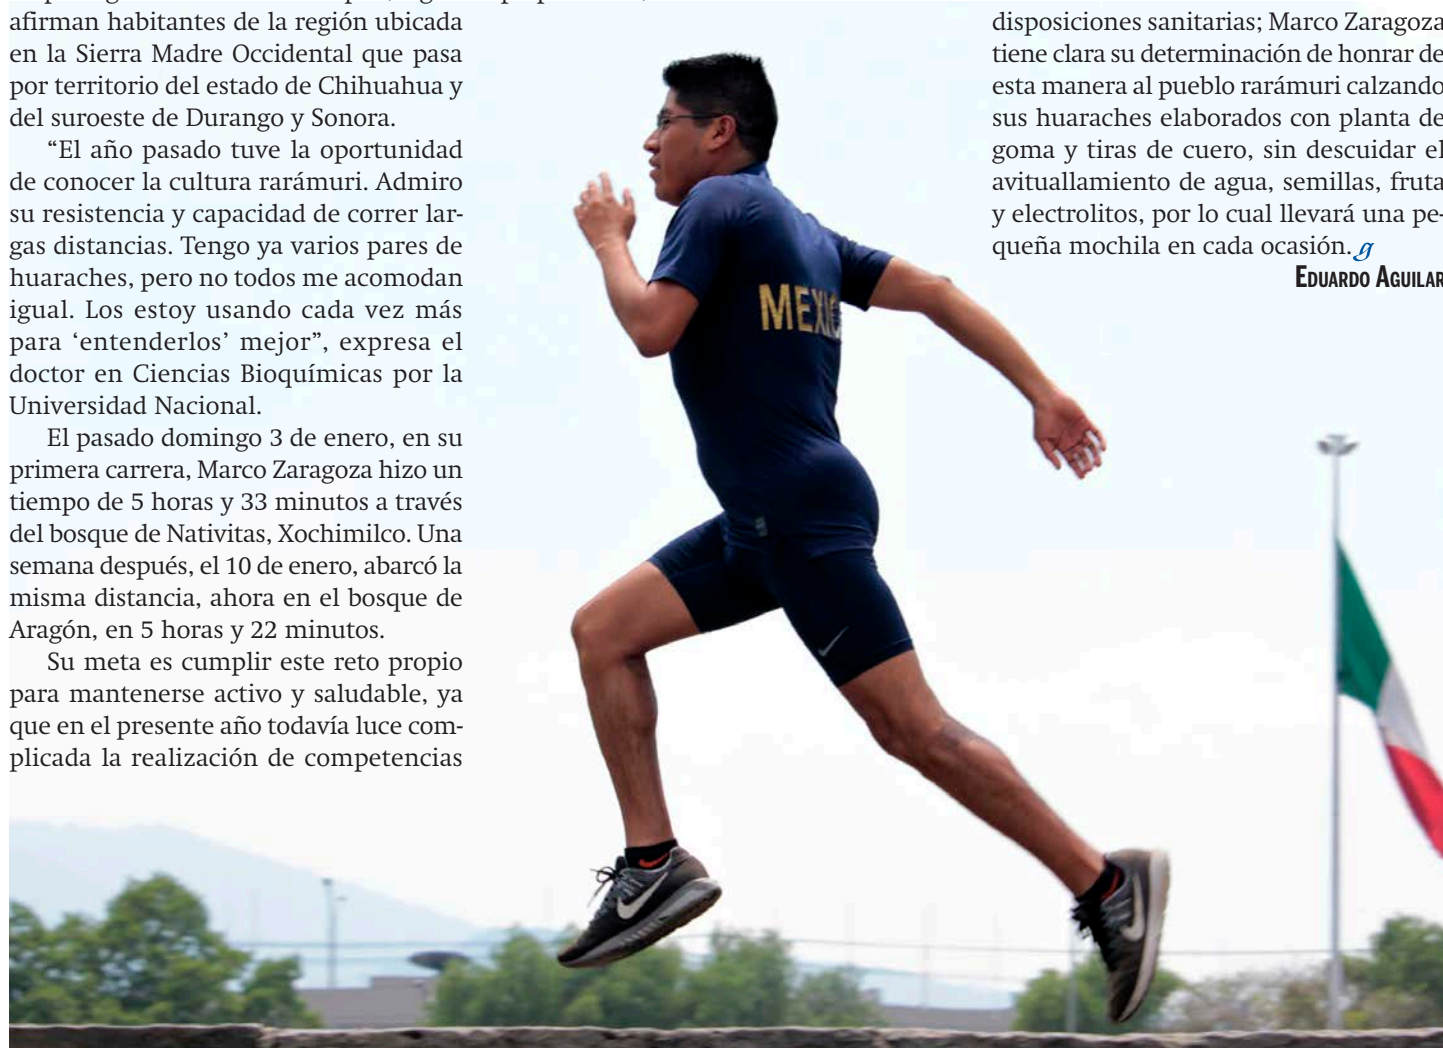 afirman habitantes de la región ubicada
en la Sierra Madre Occidental que pasa
por territorio del estado de Chihuahua y
del suroeste de Durango y Sonora.
“El año pasado tuve la oportunidad
de conocer la cultura rarámuri. Admiro
su resistencia y capacidad de correr lar-
gas distancias. Tengo ya varios pares de
huaraches, pero no todos me acomodan
igual. Los estoy usando cada vez más
para ‘entenderlos’ mejor”, expresa el
doctor en Ciencias Bioquímicas por la
Universidad Nacional.
El pasado domingo 3 de enero, en su
primera carrera, Marco Zaragoza hizo un
tiempo de 5 horas y 33 minutos a través
del bosque de Nativitas, Xochimilco. Una
semana después, el 10 de enero, abarcó la
misma distancia, ahora en el bosque de
Aragón, en 5 horas y 22 minutos.
Su meta es cumplir este reto propio
para mantenerse activo y saludable, ya
que en el presente año todavía luce com-
plicada la realización de competencias
disposiciones sanitarias; Marco Zaragoza
tiene clara su determinación de honrar de
esta manera al pueblo rarámuri calzando
sus huaraches elaborados con planta de
goma y tiras de cuero, sin descuidar el
avituallamiento de agua, semillas, fruta
y electrolitos, por lo cual llevará una pe-
queña mochila en cada ocasión. g
EDUARDO AGUILAR
MEXIC